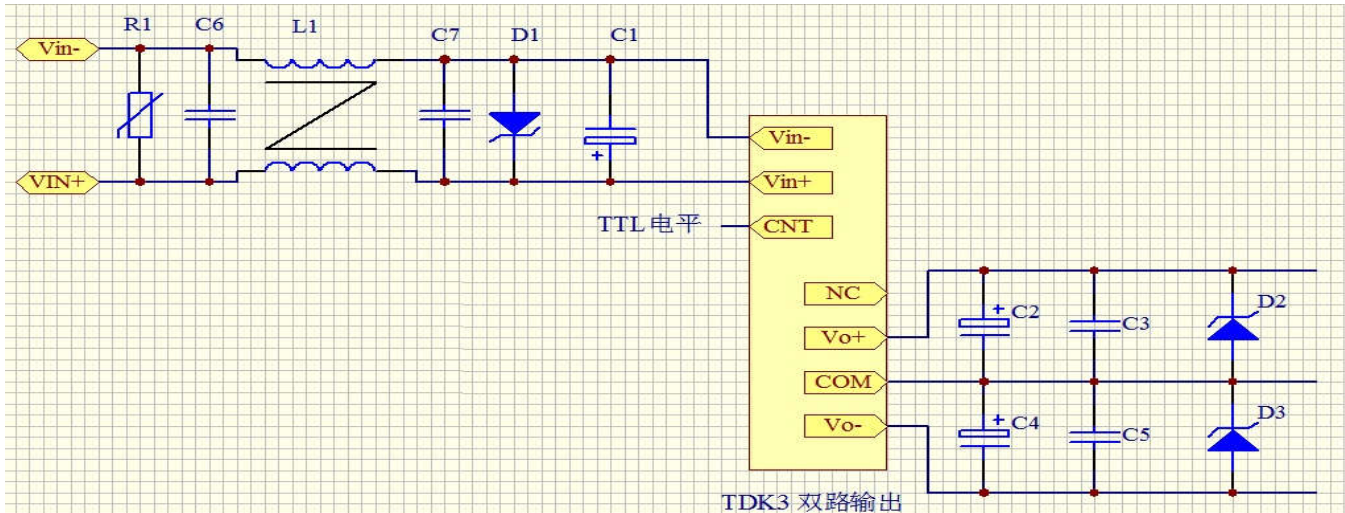 R1 C6 L1 C7 D1 C1
Vin-
Vin-
VIN+
Vin+
+
TTL 电平
CNT
NC
Vo+
COM
Vo-
+ C2
C3
D2
+ C4
C5
D3
TDK3 双路输出